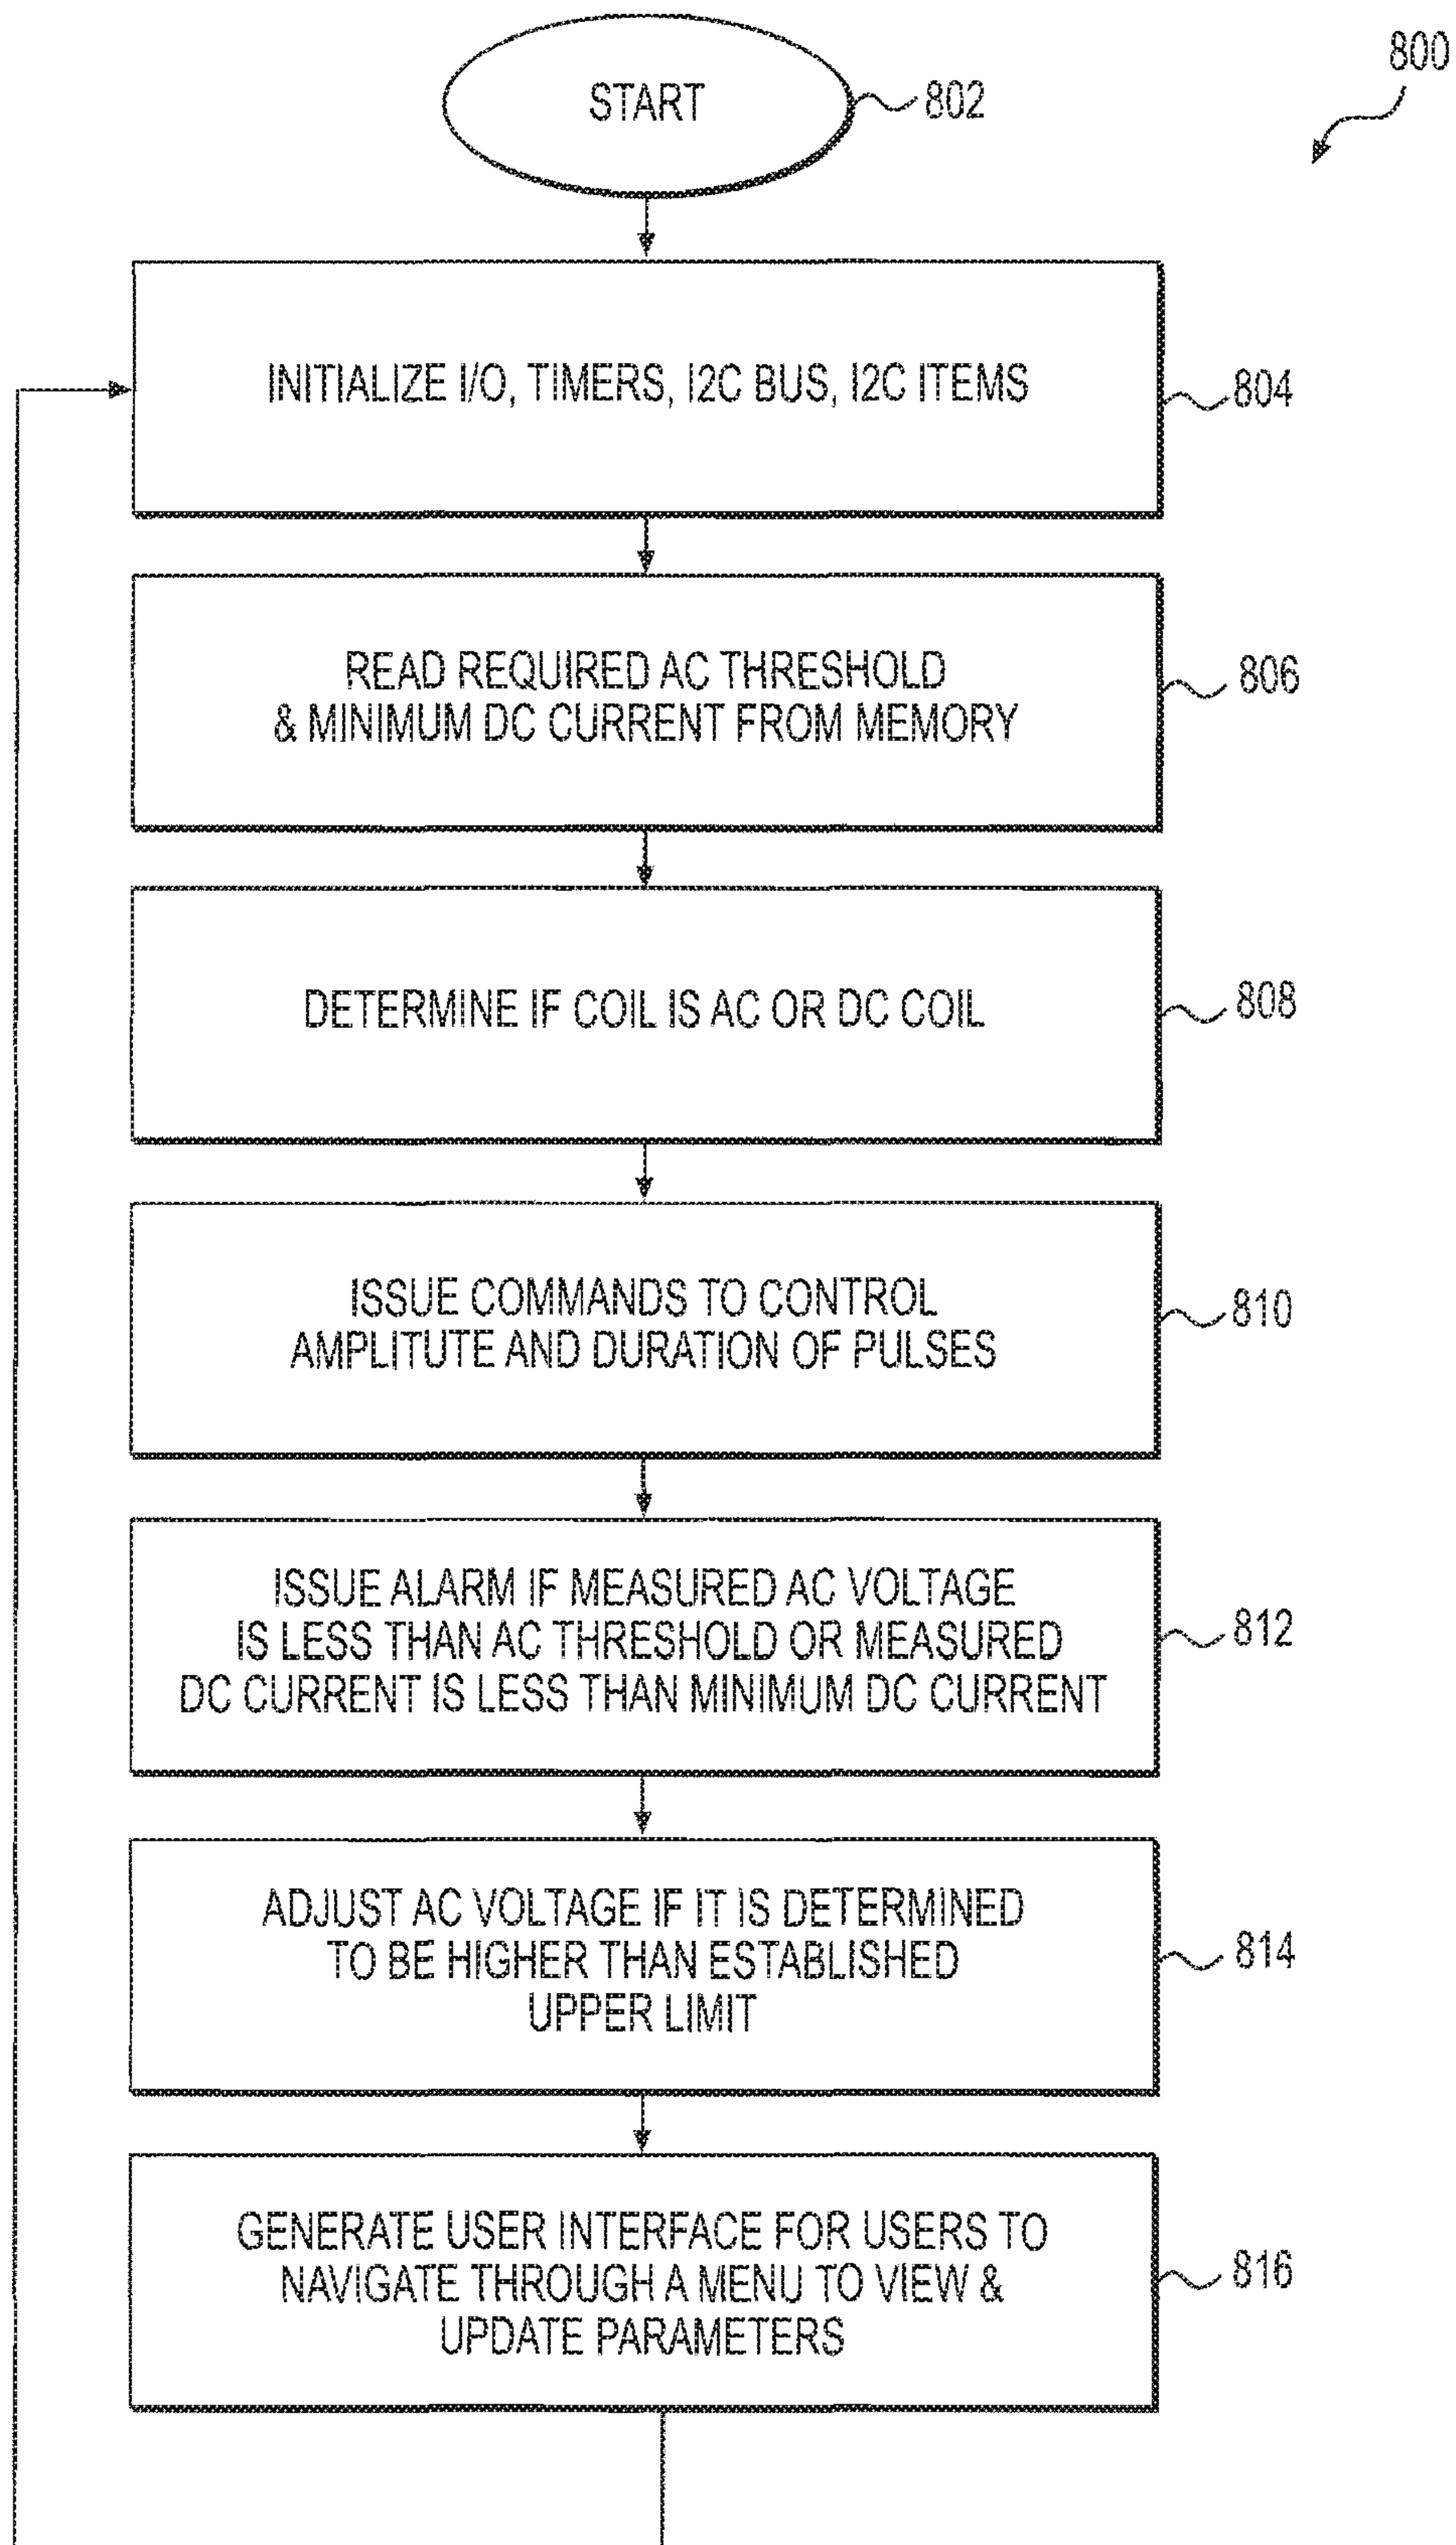 800
START
802
INITIALIZE I/O, TIMERS, I2C BUS, I2C ITEMS
804
READ REQUIRED AC THRESHOLD
& MINIMUM DC CURRENT FROM MEMORY
806
DETERMINE IF COIL IS AC OR DC COIL
808
ISSUE COMMANDS TO CONTROL
AMPLITUTE AND DURATION OF PULSES
810
ISSUE ALARM IF MEASURED AC VOLTAGE
IS LESS THAN AC THRESHOLD OR MEASURED
DC CURRENT IS LESS THAN MINIMUM DC CURRENT
812
ADJUST AC VOLTAGE IF IT IS DETERMINED
TO BE HIGHER THAN ESTABLISHED
UPPER LIMIT
814
GENERATE USER INTERFACE FOR USERS TO
NAVIGATE THROUGH A MENU TO VIEW &
UPDATE PARAMETERS
816